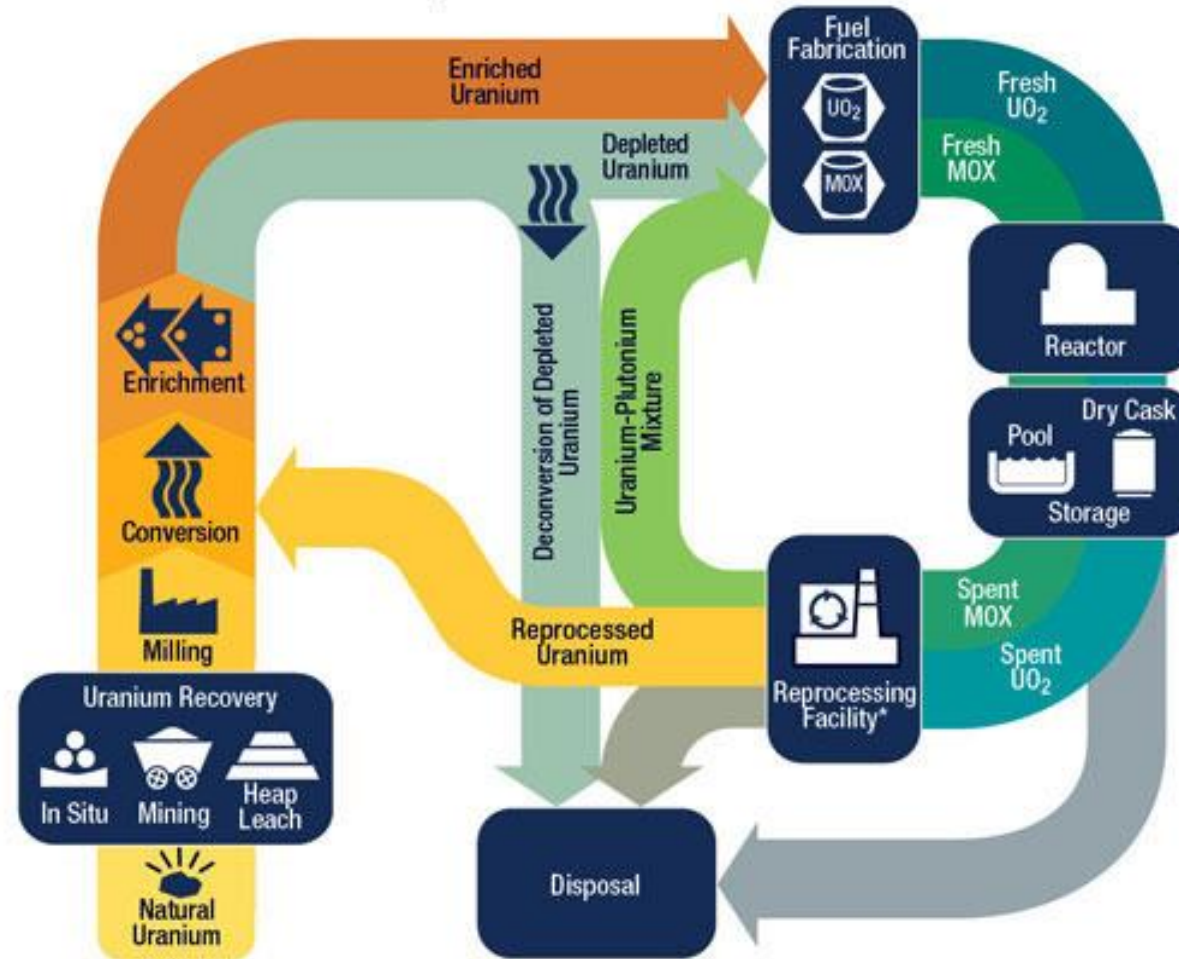 Fuel
Fabrication
UO₂
MOX
Enriched
Uranium
Depleted
Uranium
Fresh
UO₂
Fresh
MOX
Reactor
Dry Cask
Pool
Storage
Enrichment
Conversion
Milling
Deconversion of Depleted
Uranium
Uranium-Plutonium
Mixture
Reprocessed
Uranium
Reprocessing
Facility*
Spent
MOX
Spent
UO₂
Uranium Recovery
In Situ
Mining
Heap
Leach
Natural
Uranium
Disposal